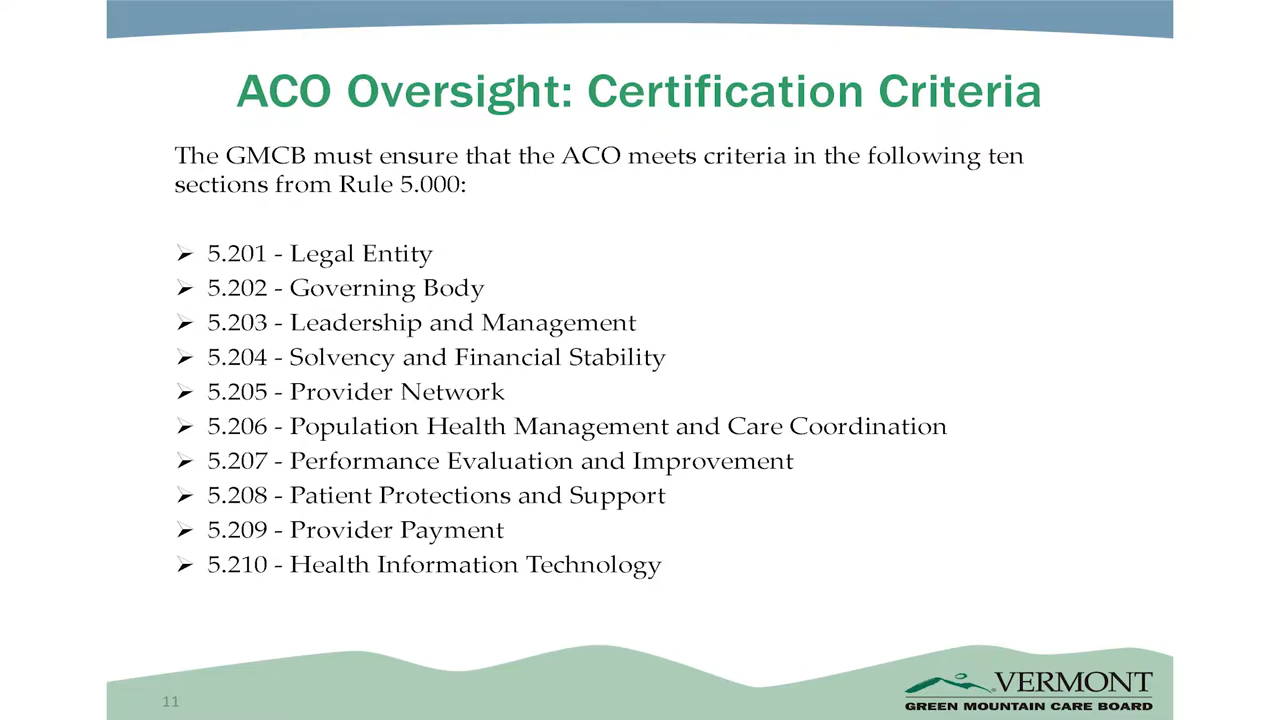 ACO Oversight: Certification Criteria
The GMCB must ensure that the ACO meets criteria in the following ten
sections from Rule 5.000:
5.201 - Legal Entity
5.202 - Governing Body
5.203 - Leadership and Management
5.204 - Solvency and Financial Stability
5.205 - Provider Network
5.206 - Population Health Management and Care Coordination
5.207 - Performance Evaluation and Improvement
5.208 - Patient Protections and Support
5.209 - Provider Payment
5.210 - Health Information Technology
11
VERMONT
GREEN MOUNTAIN CARE BOARD